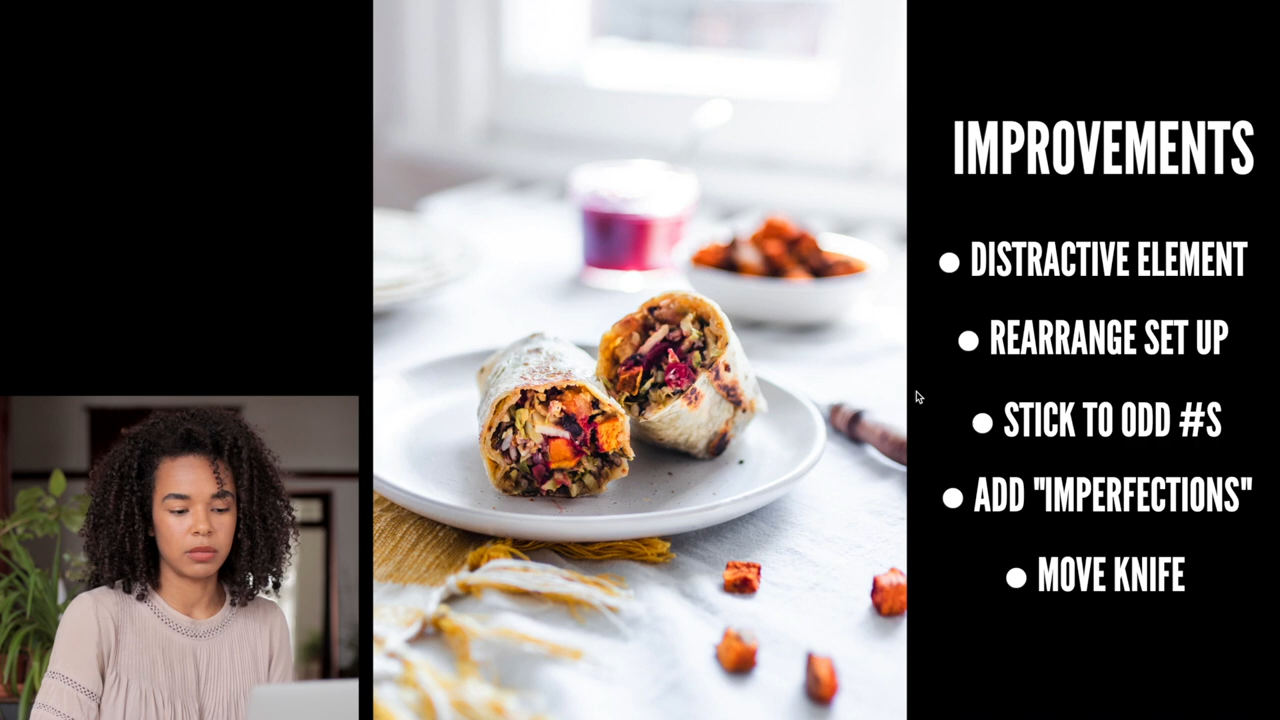 IMPROVEMENTS
● DISTRACTIVE ELEMENT
● REARRANGE SET UP
● STICK TO ODD #S
● ADD "IMPERFECTIONS"
● MOVE KNIFE